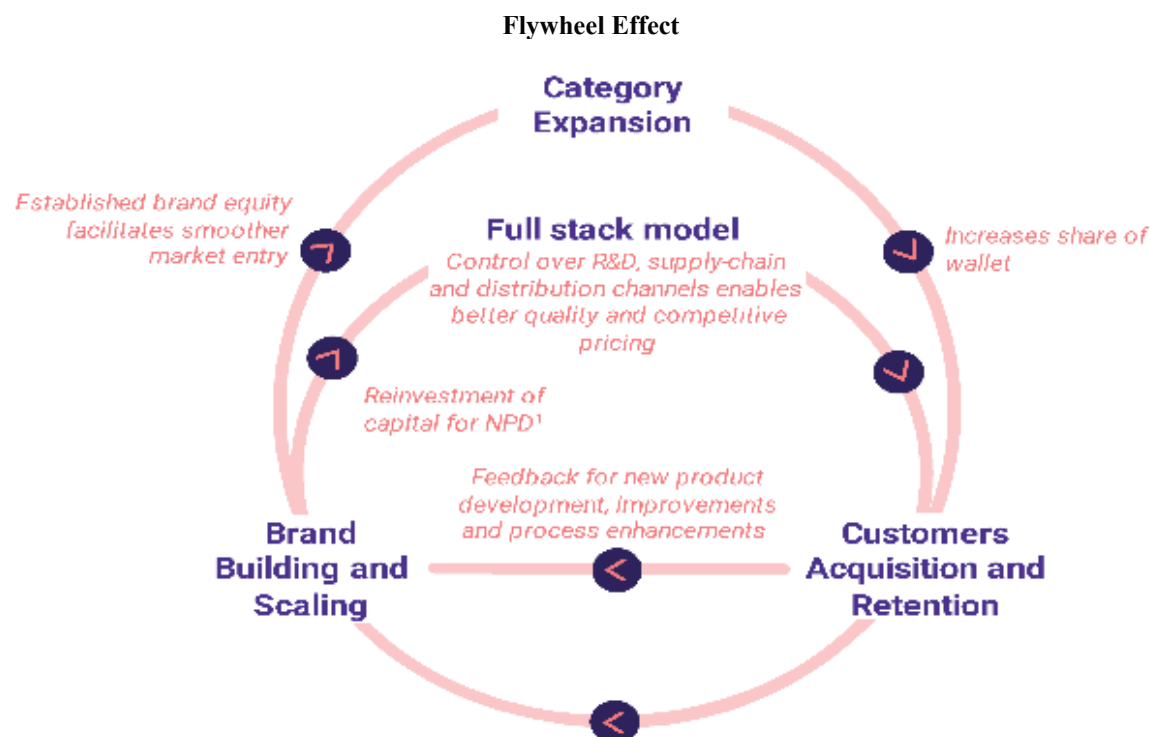 Flywheel Effect
Category
Expansion
Established brand equity
facilitates smoother
market entry
Full stack model
Control over R&D, supply-chain
and distribution channels enables
better quality and competitive
pricing
Increases share of
wallet
Reinvestment of
capital for NPD¹
Feedback for new product
development, improvements
and process enhancements
Brand
Building and
Scaling
Customers
Acquisition and
Retention